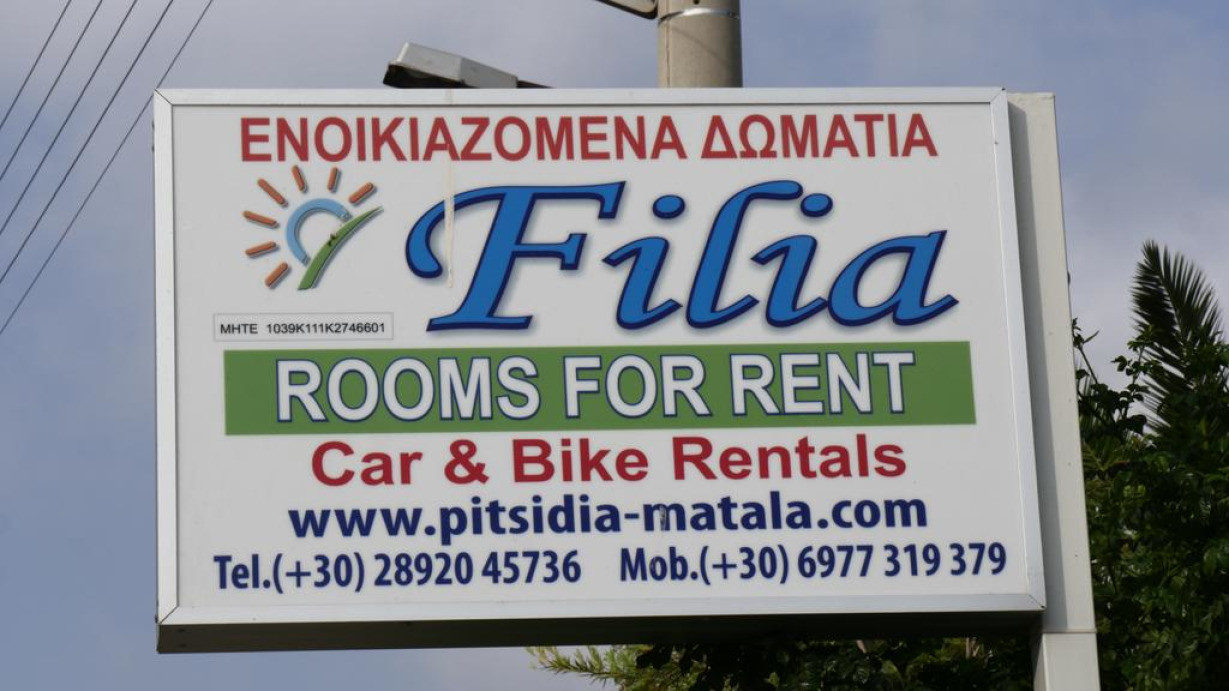 ΕΝΟΙΚΙΑΖΟΜΕΝΑ ΔΩΜΑΤΙΑ
Filia
ΜΗΤΕ 1039K111K2746601
ROOMS FOR RENT
Car & Bike Rentals
www.pitsidia-matala.com
Tel.(+30) 28920 45736 Mob.(+30) 6977 319 379